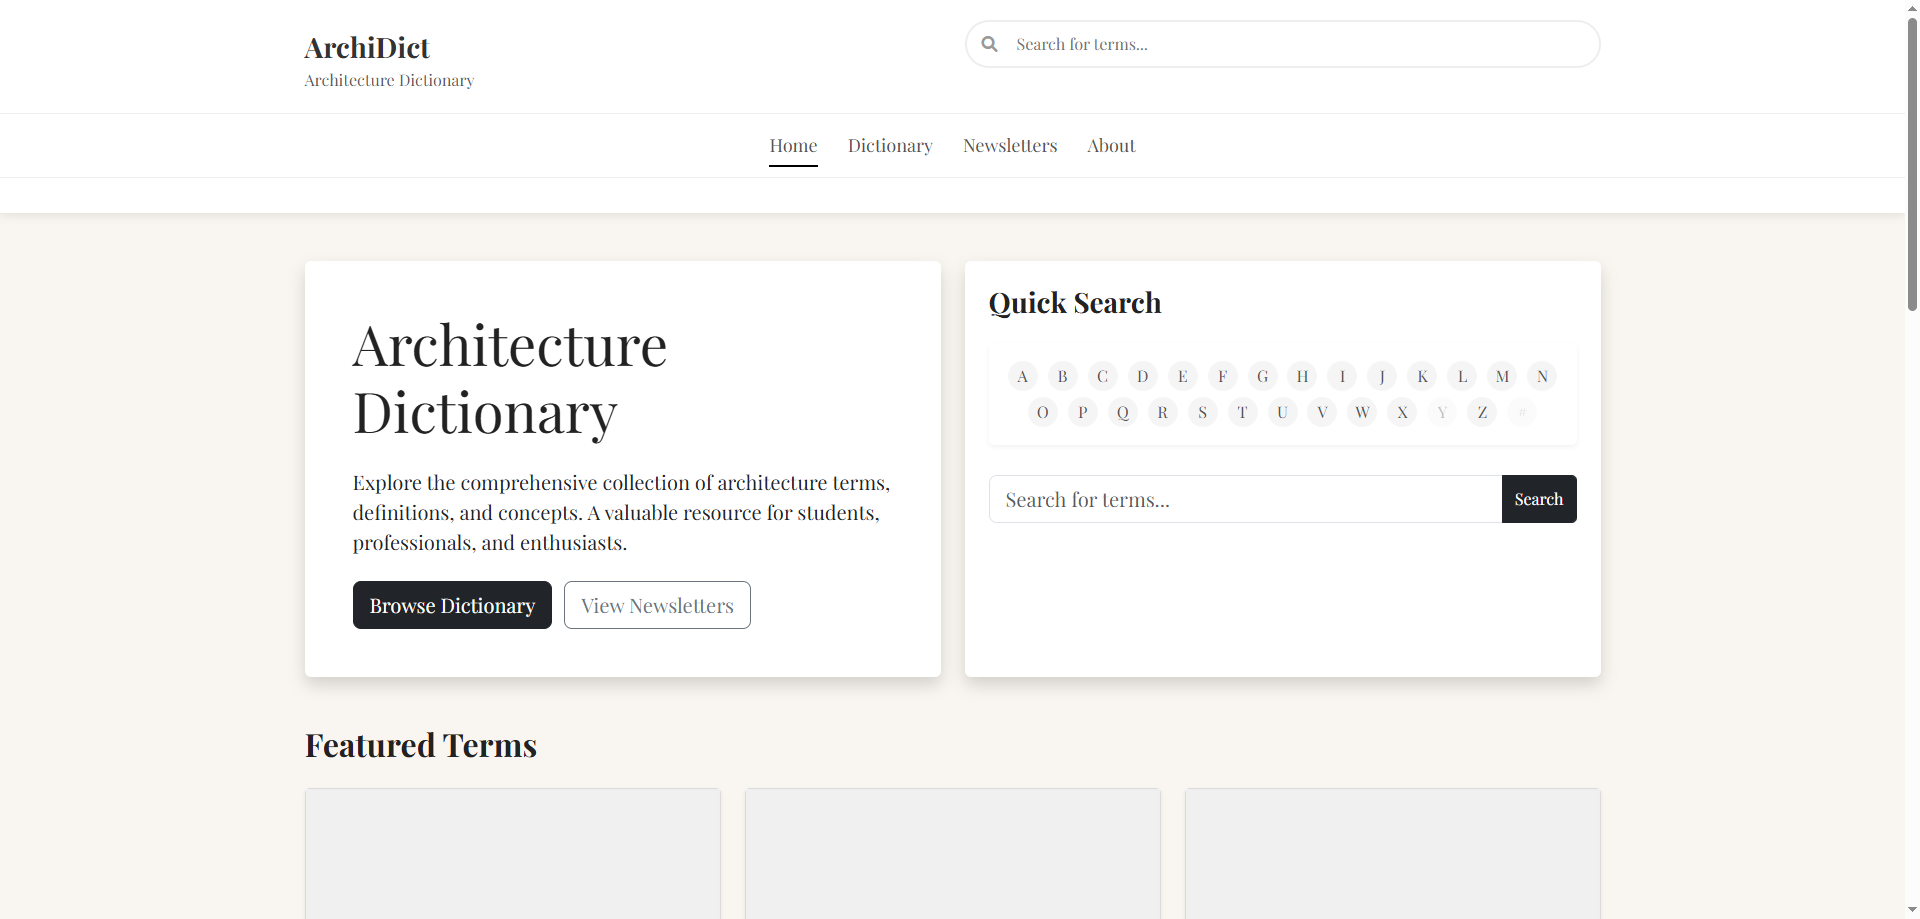 ArchiDict
Architecture Dictionary
Search for terms...
Home Dictionary Newsletters About
Architecture
Dictionary
Explore the comprehensive collection of architecture terms,
definitions, and concepts. A valuable resource for students,
professionals, and enthusiasts.
Browse Dictionary View Newsletters
Quick Search
A B C D E F G H I J K L M N
O P Q R S T U V W X Y Z #
Search for terms... Search
Featured Terms